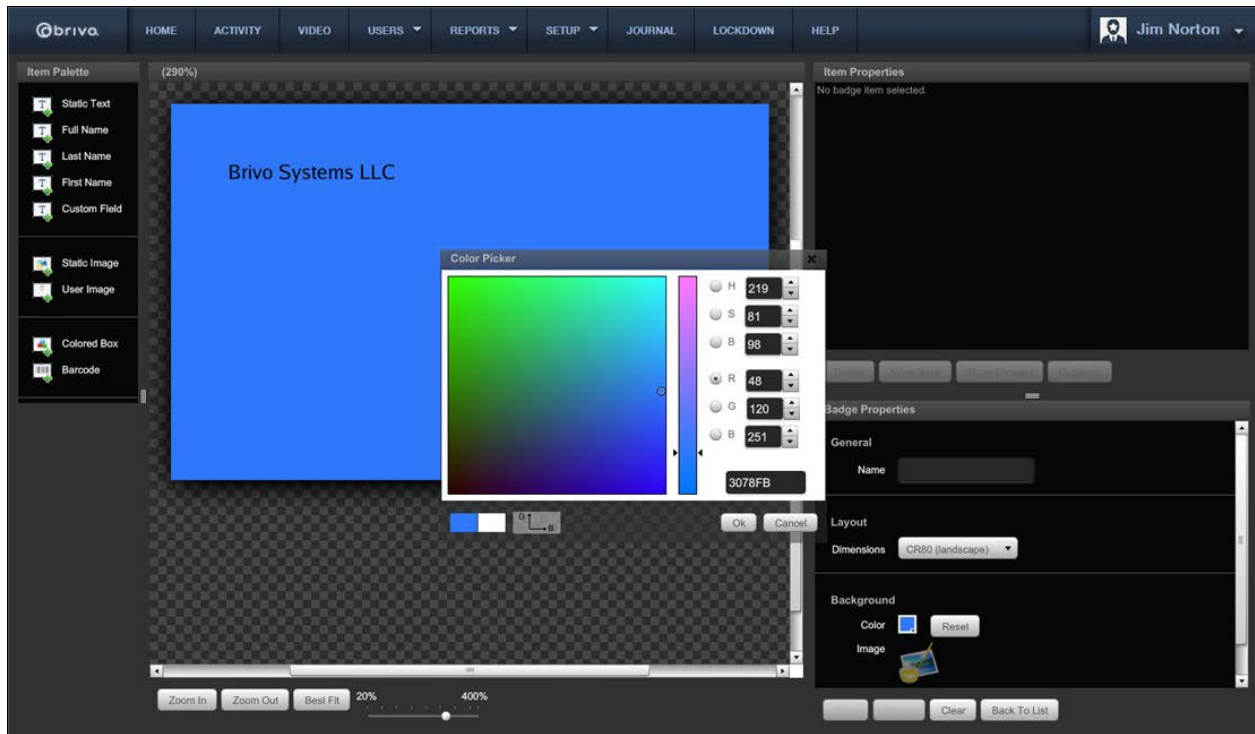 brivo.
HOME ACTIVITY VIDEO USERS REPORTS SETUP JOURNAL LOCKDOWN HELP Jim Norton
Item Palette
Static Text
Full Name
Last Name
First Name
Custom Field
Static Image
User Image
Colored Box
Barcode
(290%)
Brivo Systems LLC
Color Picker
H 219
S 81
B 98
R 48
G 120
B 251
3078FB
G B
Ok Cancel
Zoom In Zoom Out Best Fit 20% 400%
Item Properties
No badge item selected.
Badge Properties
General
Name
Layout
Dimensions CR80 (landscape)
Background
Color Reset
Image
Clear Back To List